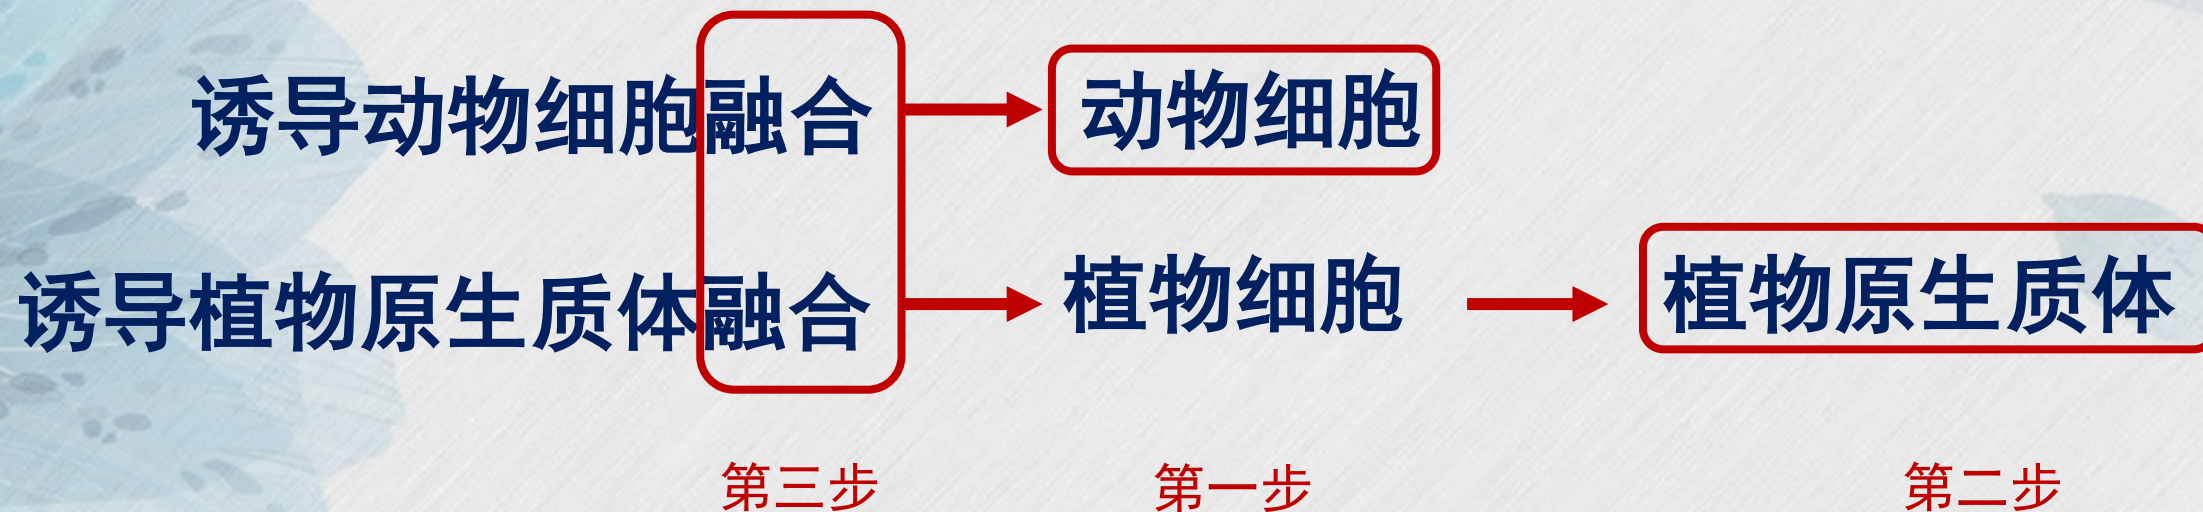 诱导动物细胞融合 动物细胞
诱导植物原生质体融合 植物细胞 植物原生质体
第三步 第一步 第二步